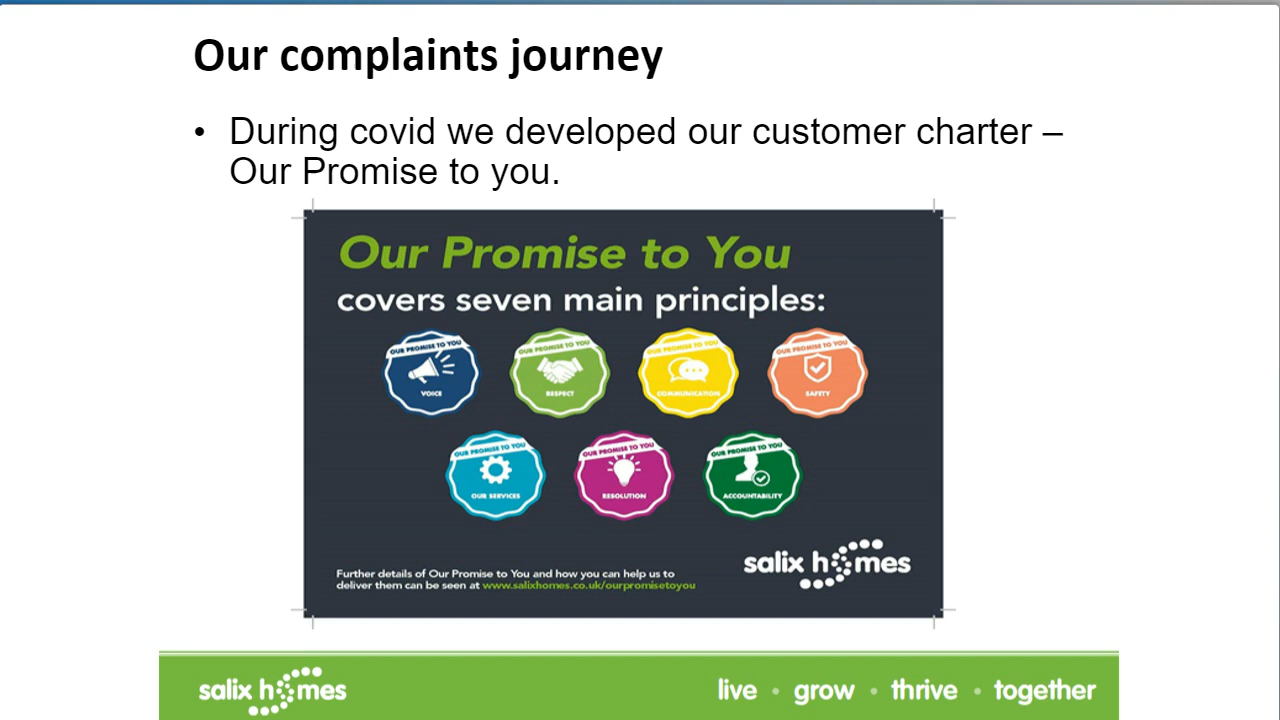 Our complaints journey
• During covid we developed our customer charter –
Our Promise to you.
Our Promise to You
covers seven main principles:
OUR PROMISE TO YOU
VOICE
OUR PROMISE TO YOU
RESPECT
OUR PROMISE TO YOU
COMMUNICATION
OUR PROMISE TO YOU
SAFETY
OUR PROMISE TO YOU
OUR SERVICES
OUR PROMISE TO YOU
RESOLUTION
OUR PROMISE TO YOU
ACCOUNTABILITY
salix homes
Further details of Our Promise to You and how you can help us to
deliver them can be seen at www.salixhomes.co.uk/ourpromisetoyou
salix homes
live • grow • thrive • together